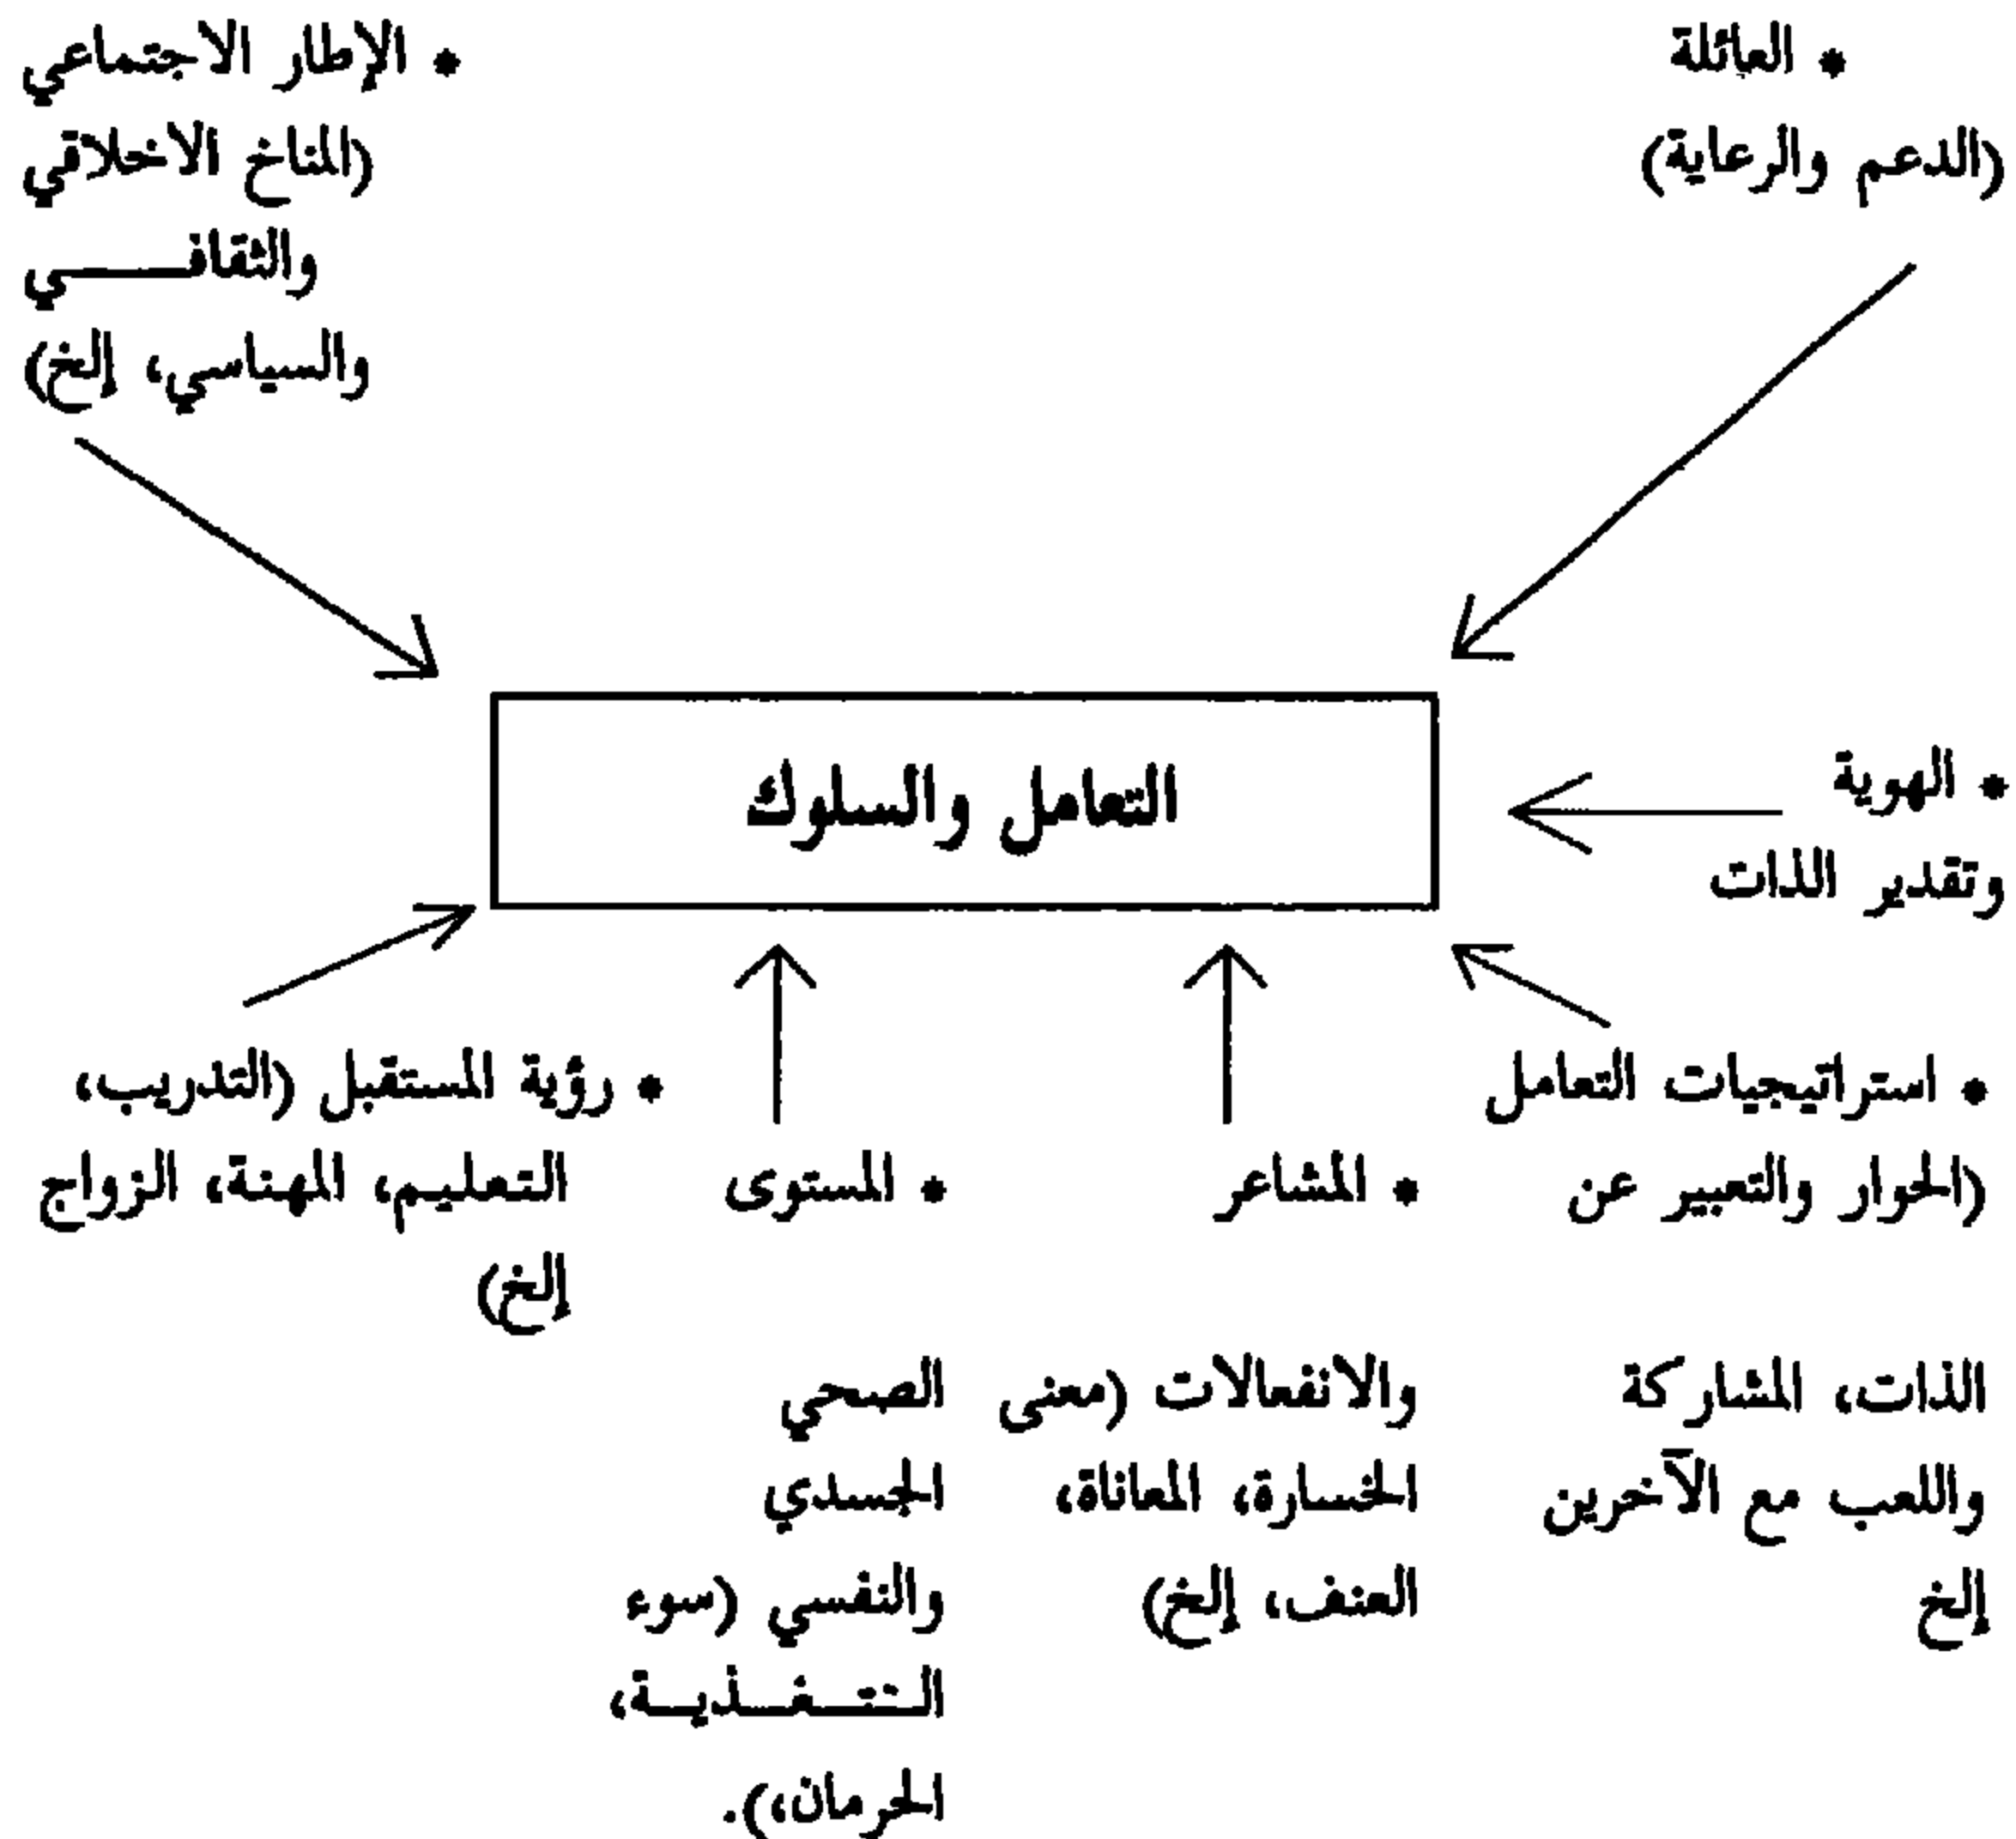 * العائلة
(الدعم والرعاية)
* الإطار الاجتماعي
(المناخ الاخلاقي
والثقافـــــي
والسياسي، إلخ)
التعامل والسلوك
* الهوية
وتقدير الذات
* استراتيجيات التعامل
(الحوار والتعبير عن
الذات، المشاركة
واللعب مع الآخرين
إلخ
* المشاعر
والانفعالات (معنى
الخسارة، المعاناة،
العنف، إلخ)
* المستوى
الصحي
الجسدي
والنفسي (سوء
الـتـــغـــذيــة،
الحرمان،).
* رؤية المستقبل (التدريب،
التعليم، المهنة، الزواج
إلخ)